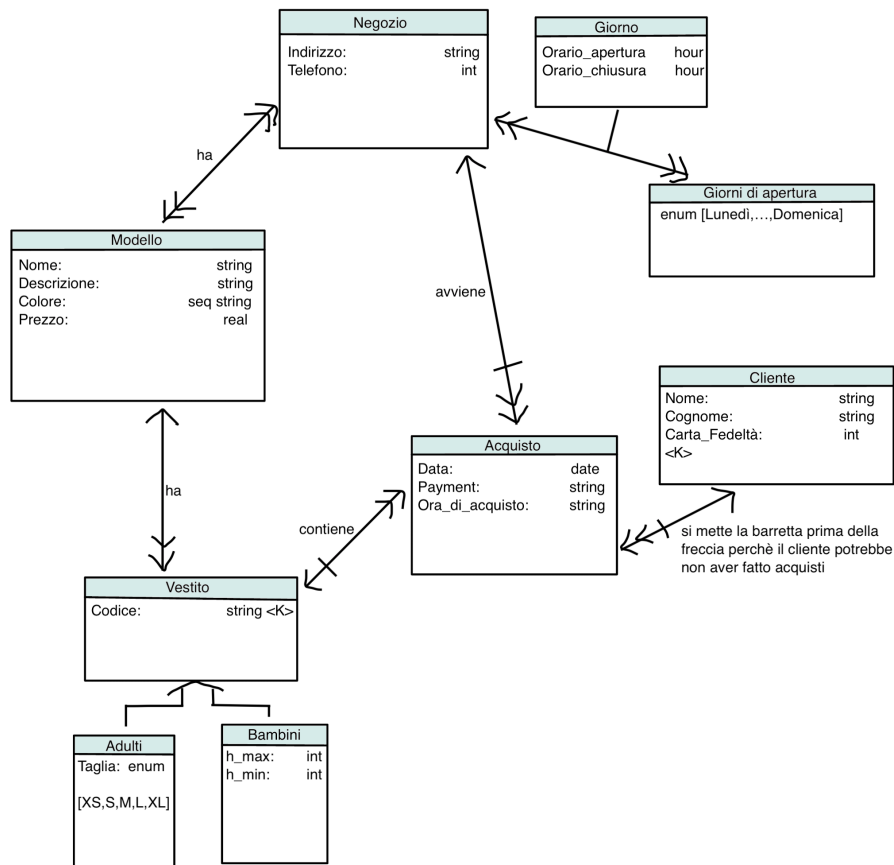 Negozio
Indirizzo: string
Telefono: int
Giorno
Orario_apertura hour
Orario_chiusura hour
ha
Giorni di apertura
enum [Lunedì,...,Domenica]
Modello
Nome: string
Descrizione: string
Colore: seq string
Prezzo: real
avviene
Cliente
Nome: string
Cognome: string
Carta_Fedeltà: int
<K>
Acquisto
Data: date
Payment: string
Ora_di_acquisto: string
ha
contiene
si mette la barretta prima della
freccia perchè il cliente potrebbe
non aver fatto acquisti
Vestito
Codice: string <K>
Adulti
Taglia: enum
[XS,S,M,L,XL]
Bambini
h_max: int
h_min: int